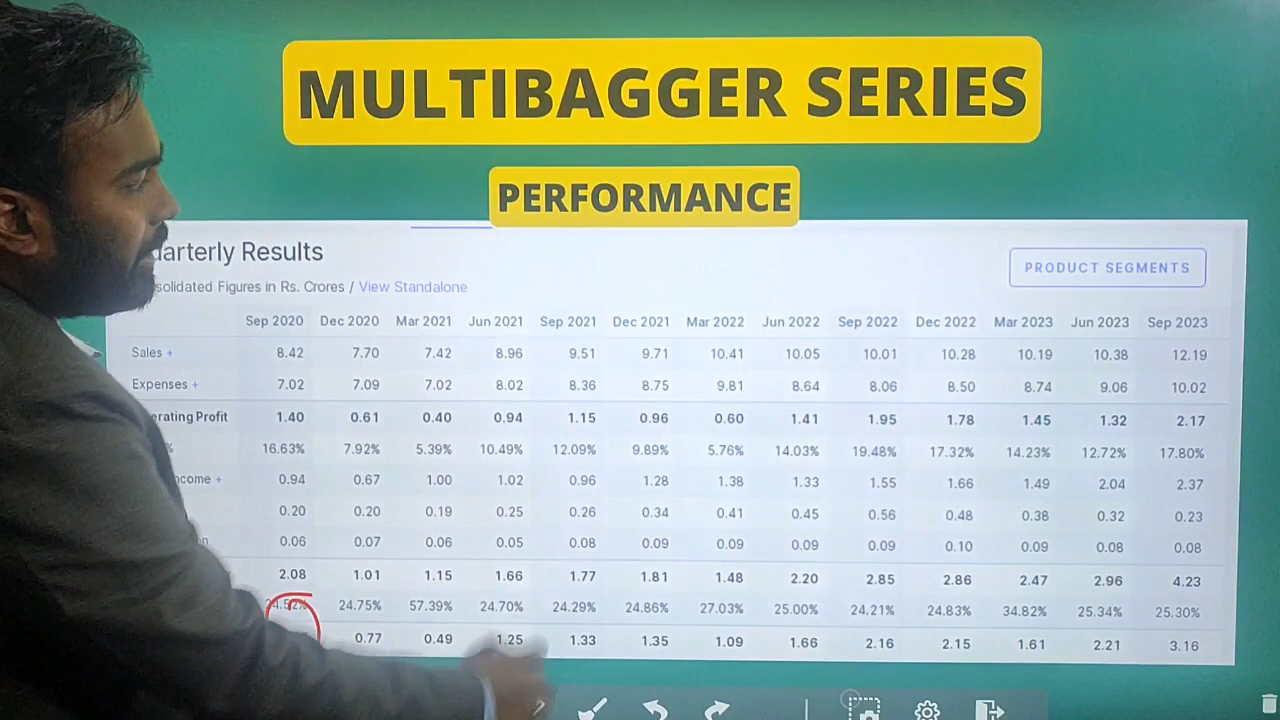 MULTIBAGGER SERIES
PERFORMANCE
arterly Results
PRODUCT SEGMENTS
solidated Figures in Rs. Crores / View Standalone
Sep 2020 Dec 2020 Mar 2021 Jun 2021 Sep 2021 Dec 2021 Mar 2022 Jun 2022 Sep 2022 Dec 2022 Mar 2023 Jun 2023 Sep 2023
Sales + 8.42 7.70 7.42 8.96 9.51 9.71 10.41 10.05 10.01 10.28 10.19 10.38 12.19
Expenses + 7.02 7.09 7.02 8.02 8.36 8.75 9.81 8.64 8.06 8.50 8.74 9.06 10.02
erating Profit 1.40 0.61 0.40 0.94 1.15 0.96 0.60 1.41 1.95 1.78 1.45 1.32 2.17
% 16.63% 7.92% 5.39% 10.49% 12.09% 9.89% 5.76% 14.03% 19.48% 17.32% 14.23% 12.72% 17.80%
come + 0.94 0.67 1.00 1.02 0.96 1.28 1.38 1.33 1.55 1.66 1.49 2.04 2.37
0.20 0.20 0.19 0.25 0.26 0.34 0.41 0.45 0.56 0.48 0.38 0.32 0.23
n 0.06 0.07 0.06 0.05 0.08 0.09 0.09 0.09 0.09 0.10 0.09 0.08 0.08
2.08 1.01 1.15 1.66 1.77 1.81 1.48 2.20 2.85 2.86 2.47 2.96 4.23
24.75% 57.39% 24.70% 24.29% 24.86% 27.03% 25.00% 24.21% 24.83% 34.82% 25.34% 25.30%
0.77 0.49 1.25 1.33 1.35 1.09 1.66 2.16 2.15 1.61 2.21 3.16